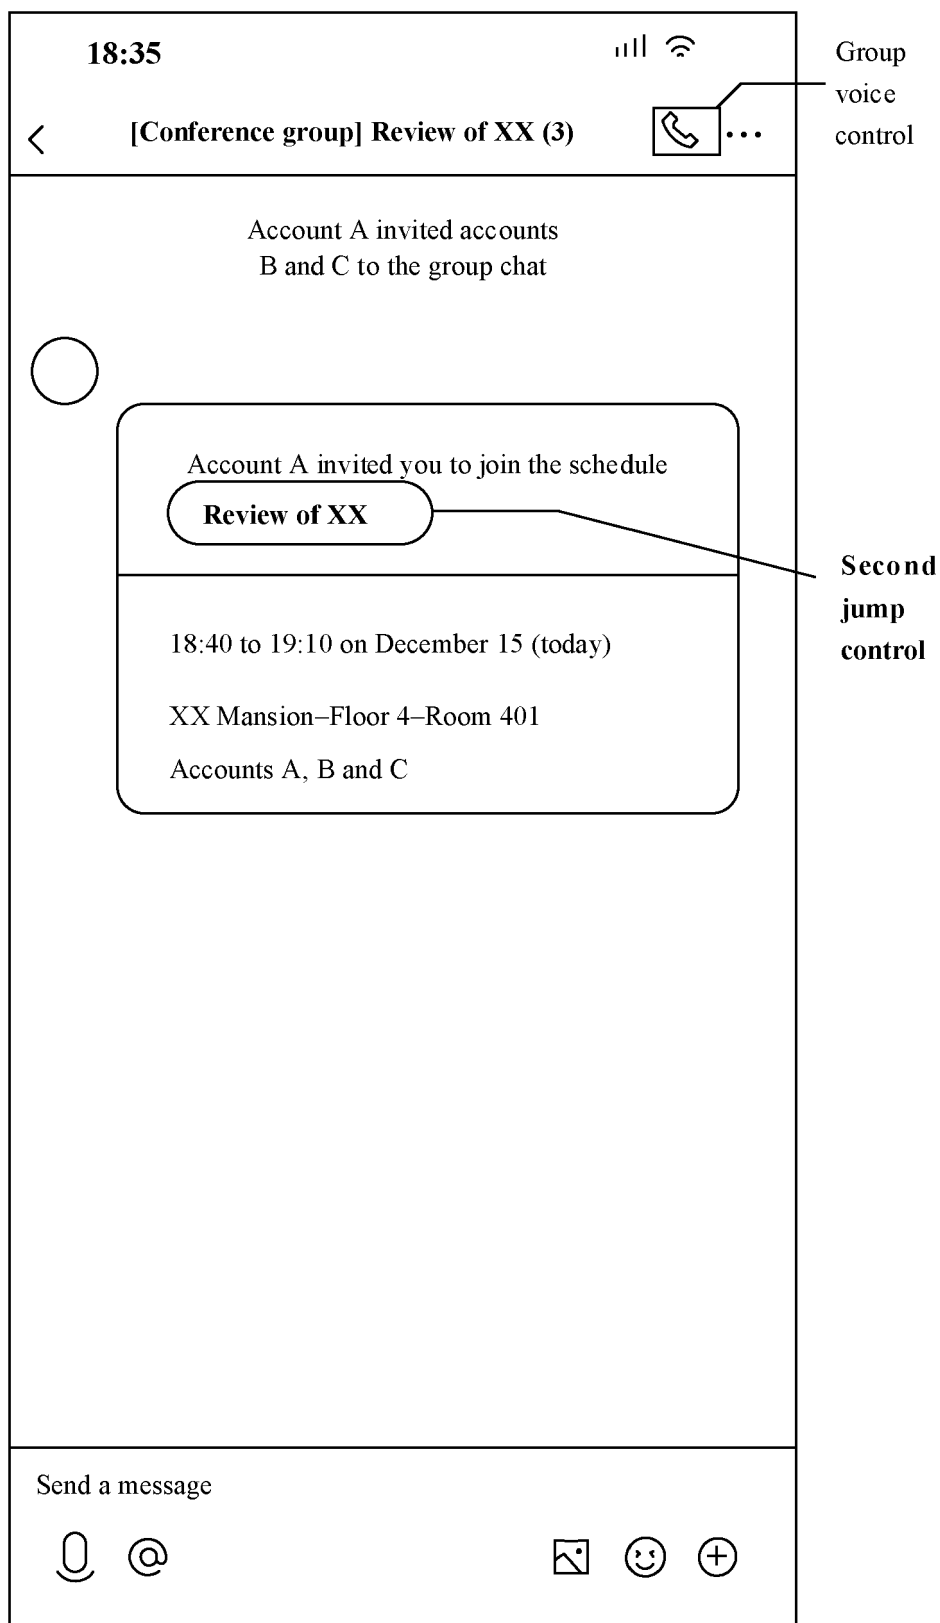 18:35
[Conference group] Review of XX (3)
Group
voice
control
Account A invited accounts
B and C to the group chat
Account A invited you to join the schedule
Review of XX
Second
jump
control
18:40 to 19:10 on December 15 (today)
XX Mansion–Floor 4–Room 401
Accounts A, B and C
Send a message